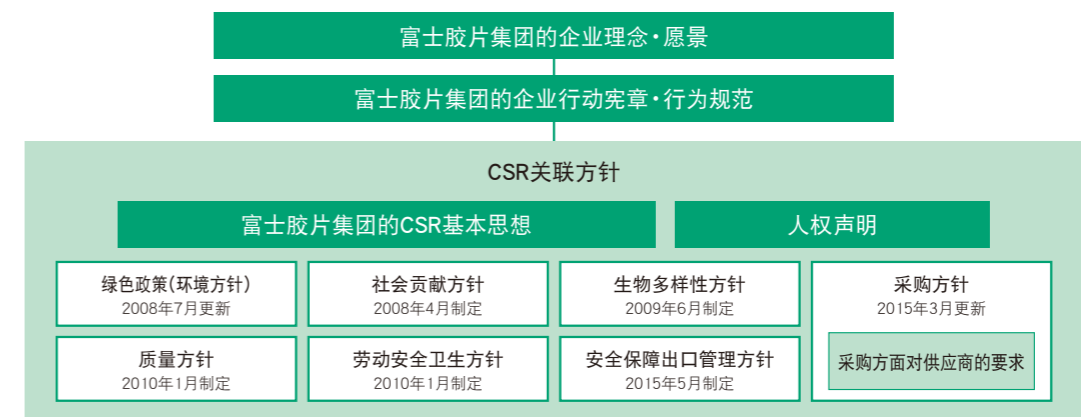 富士胶片集团的企业理念·愿景
富士胶片集团的企业行动宪章·行为规范
CSR关联方针
富士胶片集团的CSR基本思想
人权声明
绿色政策(环境方针)
2008年7月更新
社会贡献方针
2008年4月制定
生物多样性方针
2009年6月制定
采购方针
2015年3月更新
采购方面对供应商的要求
质量方针
2010年1月制定
劳动安全卫生方针
2010年1月制定
安全保障出口管理方针
2015年5月制定